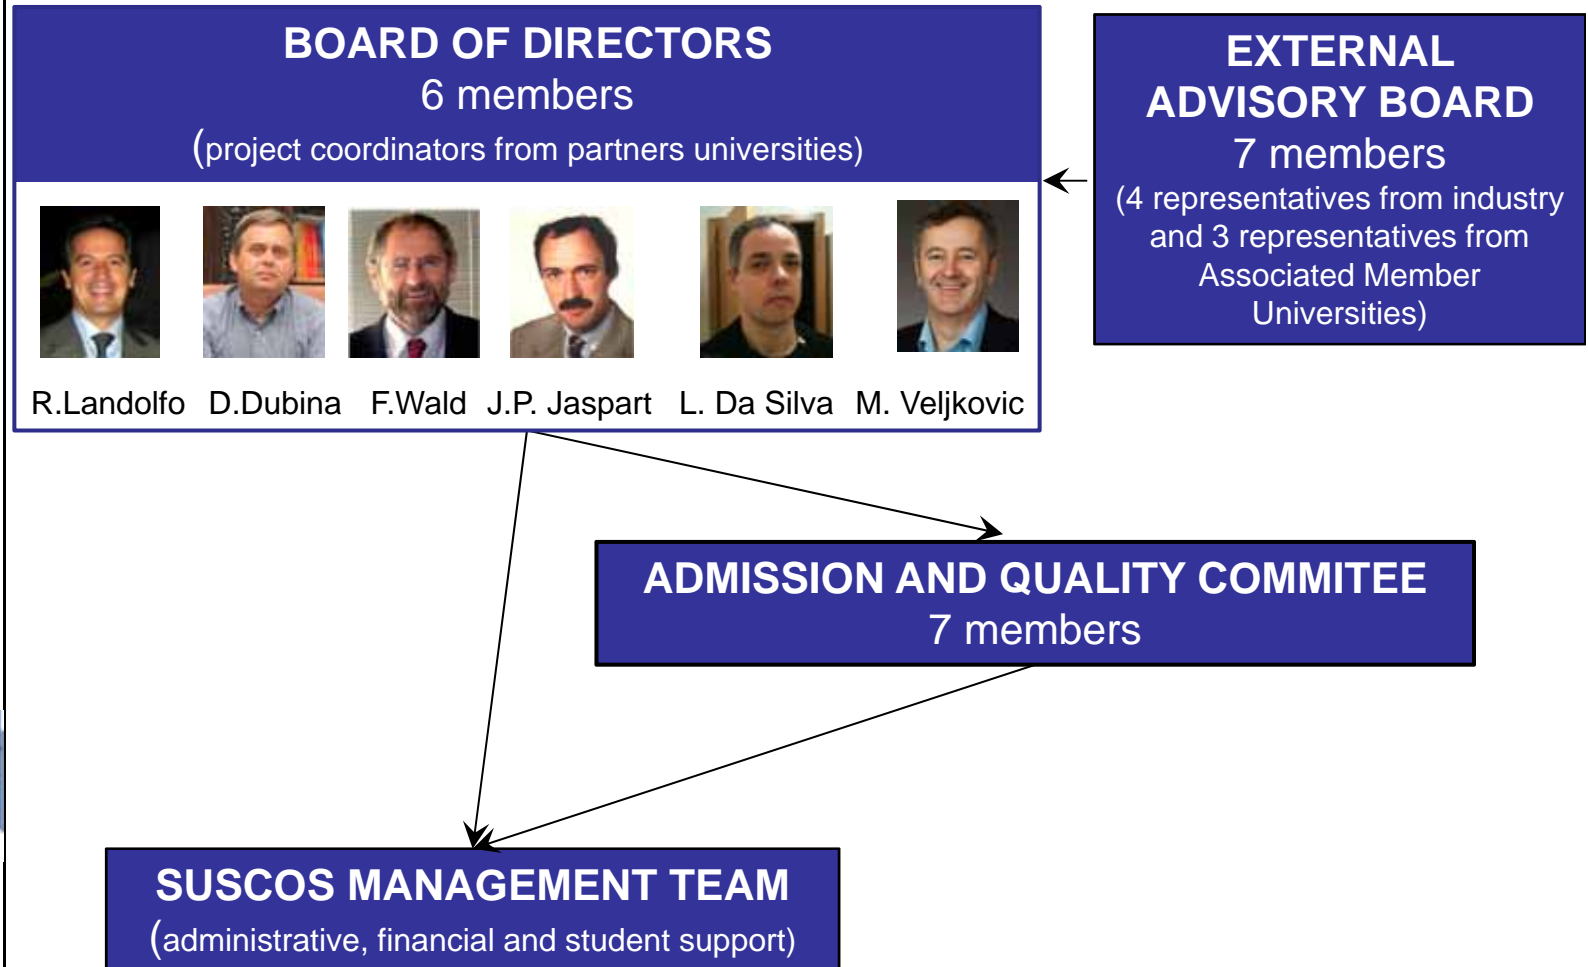 BOARD OF DIRECTORS
6 members
(project coordinators from partners universities)
R.Landolfo D.Dubina F.Wald J.P. Jaspart L. Da Silva M. Veljkovic
EXTERNAL
ADVISORY BOARD
7 members
(4 representatives from industry
and 3 representatives from
Associated Member
Universities)
ADMISSION AND QUALITY COMMITEE
7 members
SUSCOS MANAGEMENT TEAM
(administrative, financial and student support)